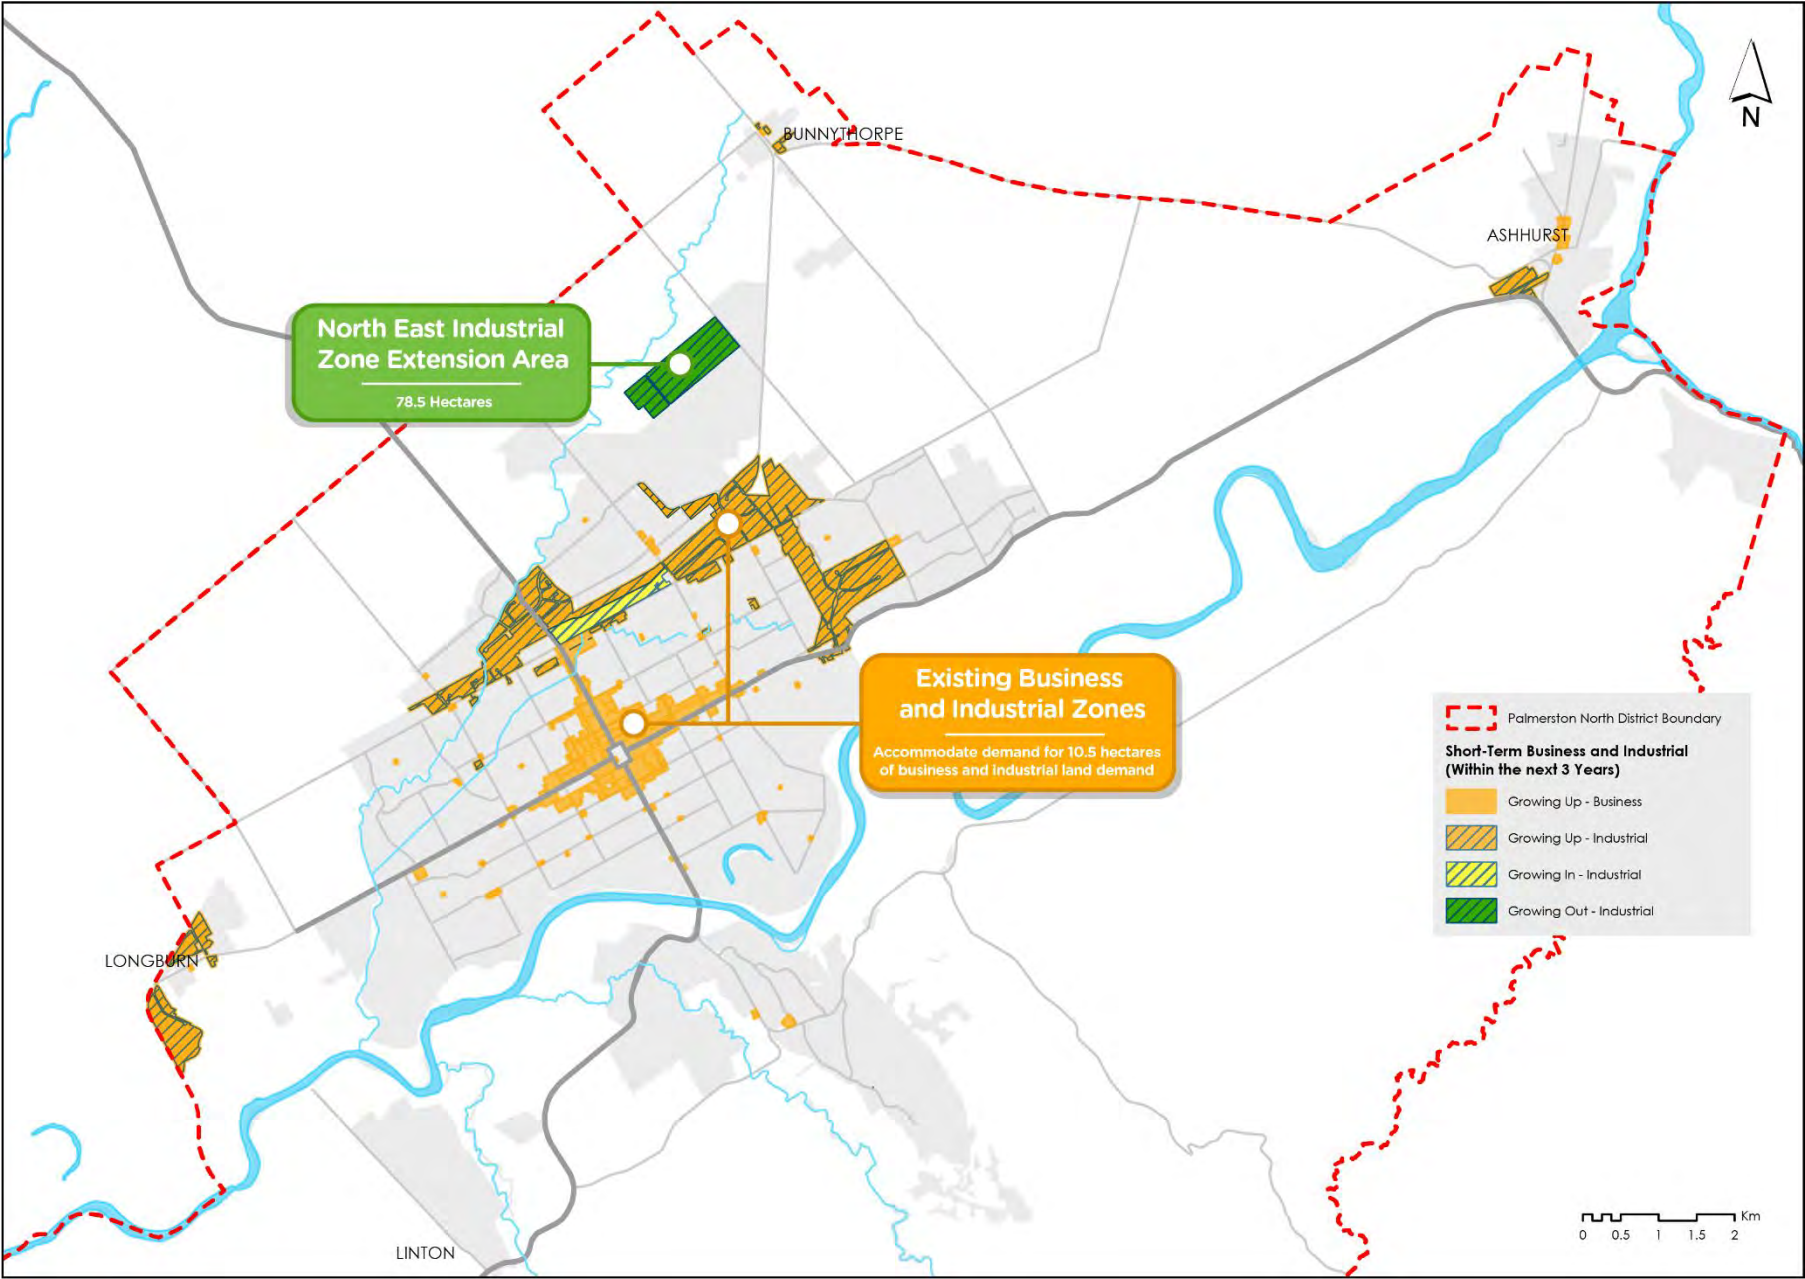 BUNNYTHORPE
N
ASHHURST
North East Industrial
Zone Extension Area
78.5 Hectares
Existing Business
and Industrial Zones
Accommodate demand for 10.5 hectares
of business and industrial land demand
Palmerston North District Boundary
Short-Term Business and Industrial
(Within the next 3 Years)
Growing Up - Business
Growing Up - Industrial
Growing In - Industrial
Growing Out - Industrial
LONGBURN
LINTON
Km
0 0.5 1 1.5 2